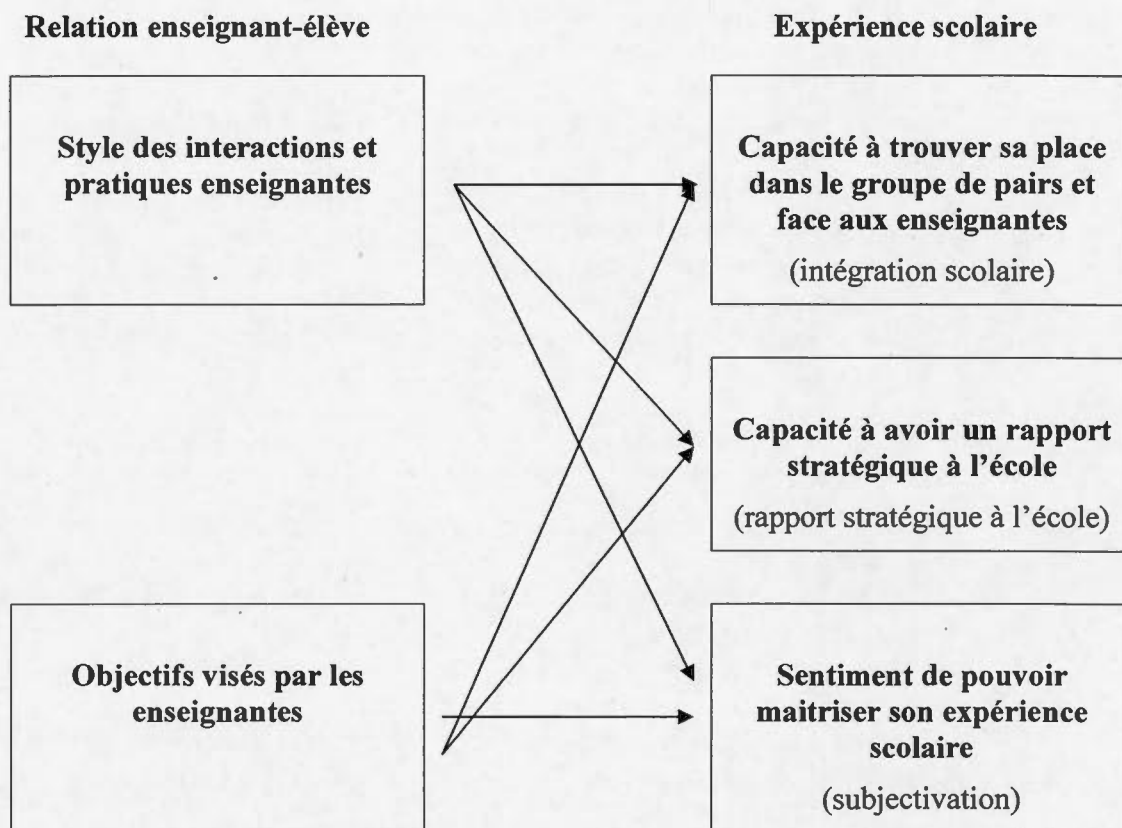 Relation enseignant-élève
Style des interactions et
pratiques enseignantes
Objectifs visés par les
enseignantes
Expérience scolaire
Capacité à trouver sa place
dans le groupe de pairs et
face aux enseignantes
(intégration scolaire)
Capacité à avoir un rapport
stratégique à l'école
(rapport stratégique à l'école)
Sentiment de pouvoir
maitriser son expérience
scolaire
(subjectivation)